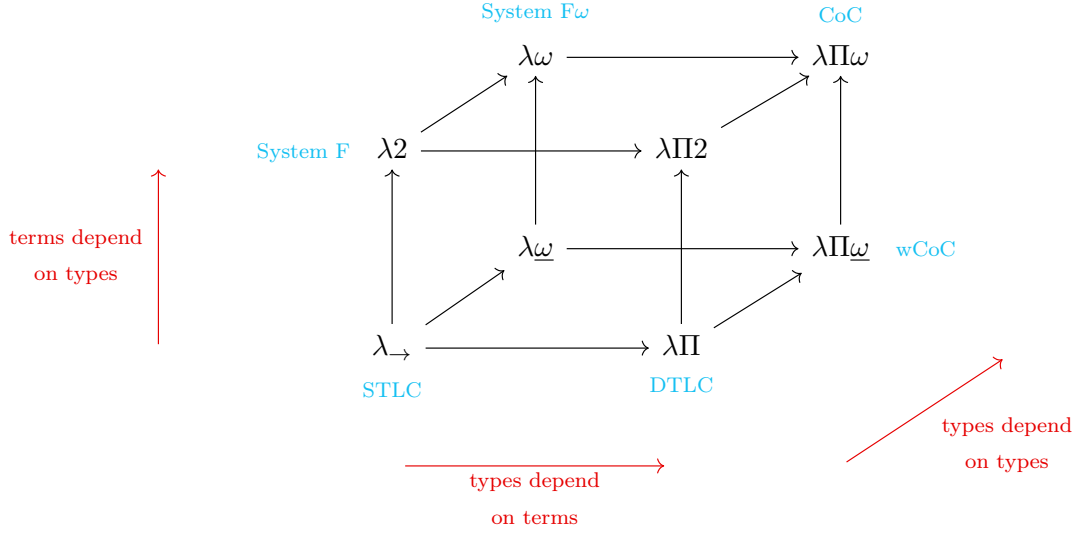 System Fω
CoC
λω
λΠω
System F
λ2
λΠ2
terms depend
on types
λω̲
λΠω̲
wCoC
λ→
λΠ
STLC
DTLC
types depend
on types
types depend
on terms